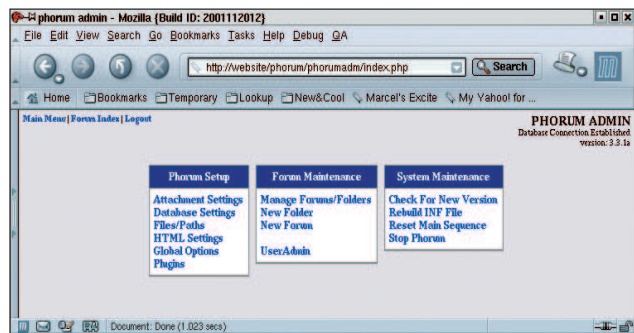 phorum admin - Mozilla {Build ID: 2001112012}
File Edit View Search Go Bookmarks Tasks Help Debug QA
http://website/phorum/phorumadm/index.php Search
Home Bookmarks Temporary Lookup New&Cool Marcel's Excite My Yahoo! for ...
Main Menu | Forum Index | Logout
PHORUM ADMIN
Database Connection Established
version: 3.3.1a
Phorum Setup
Attachment Settings
Database Settings
Files/Paths
HTML Settings
Global Options
Plugins
Forum Maintenance
Manage Forums/Folders
New Folder
New Forum
UserAdmin
System Maintenance
Check For New Version
Rebuild INF File
Reset Main Sequence
Stop Phorum
Document: Done (1.023 secs)